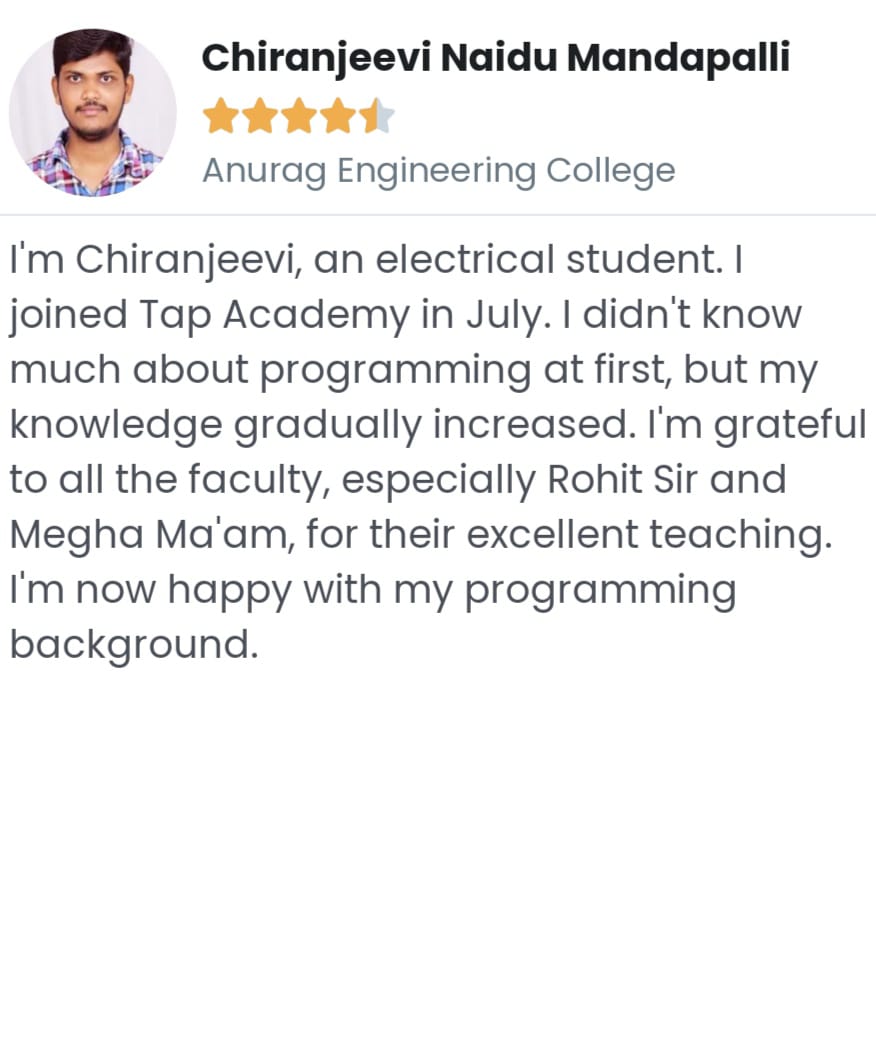 Chiranjeevi Naidu Mandapalli
Anurag Engineering College
I'm Chiranjeevi, an electrical student. I
joined Tap Academy in July. I didn't know
much about programming at first, but my
knowledge gradually increased. I'm grateful
to all the faculty, especially Rohit Sir and
Megha Ma'am, for their excellent teaching.
I'm now happy with my programming
background.